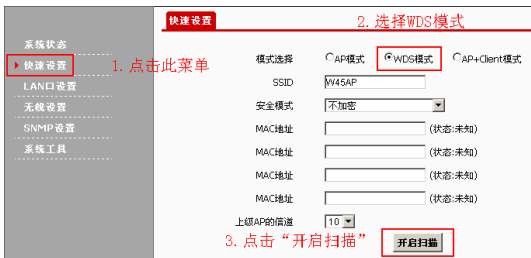 快速设置
2. 选择WDS模式
系统状态
快速设置
1. 点击此菜单
LAN口设置
无线设置
SNMP设置
系统工具
模式选择 AP模式 WDS模式 AP+Client模式
SSID W45AP
安全模式 不加密
MAC地址 (状态:未知)
MAC地址 (状态:未知)
MAC地址 (状态:未知)
MAC地址 (状态:未知)
上级AP的信道 10
3. 点击“开启扫描” 开启扫描